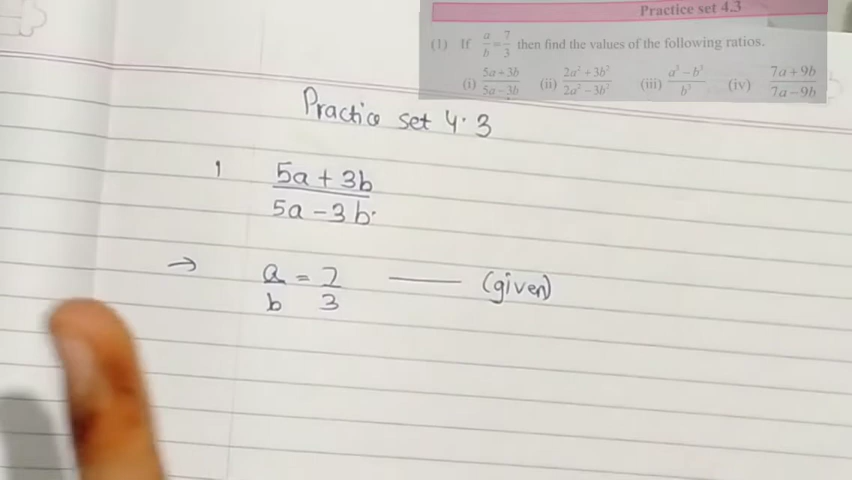 Practice set 4.3
(1) If a/b = 7/3 then find the values of the following ratios.
(i) 5a+3b/5a−3b (ii) 2a²+3b²/2a²−3b² (iii) a³−b³/b³ (iv) 7a+9b/7a−9b
Practice set 4.3
1 5a+3b/5a−3b
→ a/b = 7/3 —— (given)